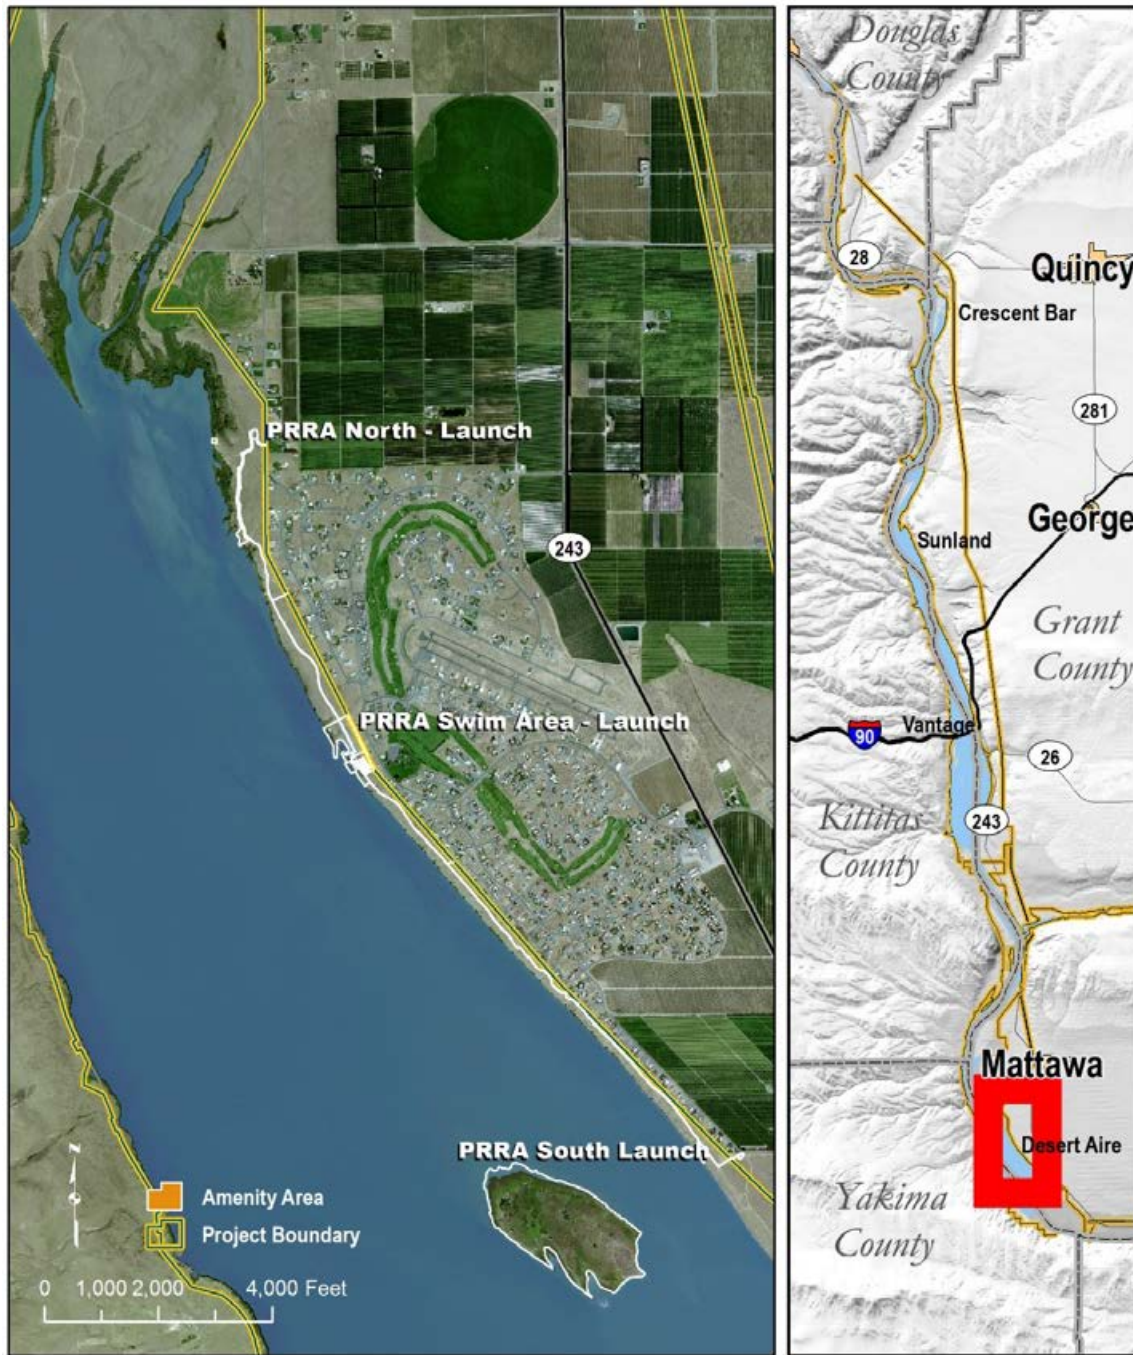 PRRA North - Launch
243
PRRA Swim Area - Launch
PRRA South Launch
N
Amenity Area
Project Boundary
0 1,000 2,000 4,000 Feet
Douglas
County
28
Quincy
Crescent Bar
281
George
Sunland
Grant
County
Vantage
90
26
Kittitas
County
243
Mattawa
Desert Aire
Yakima
County